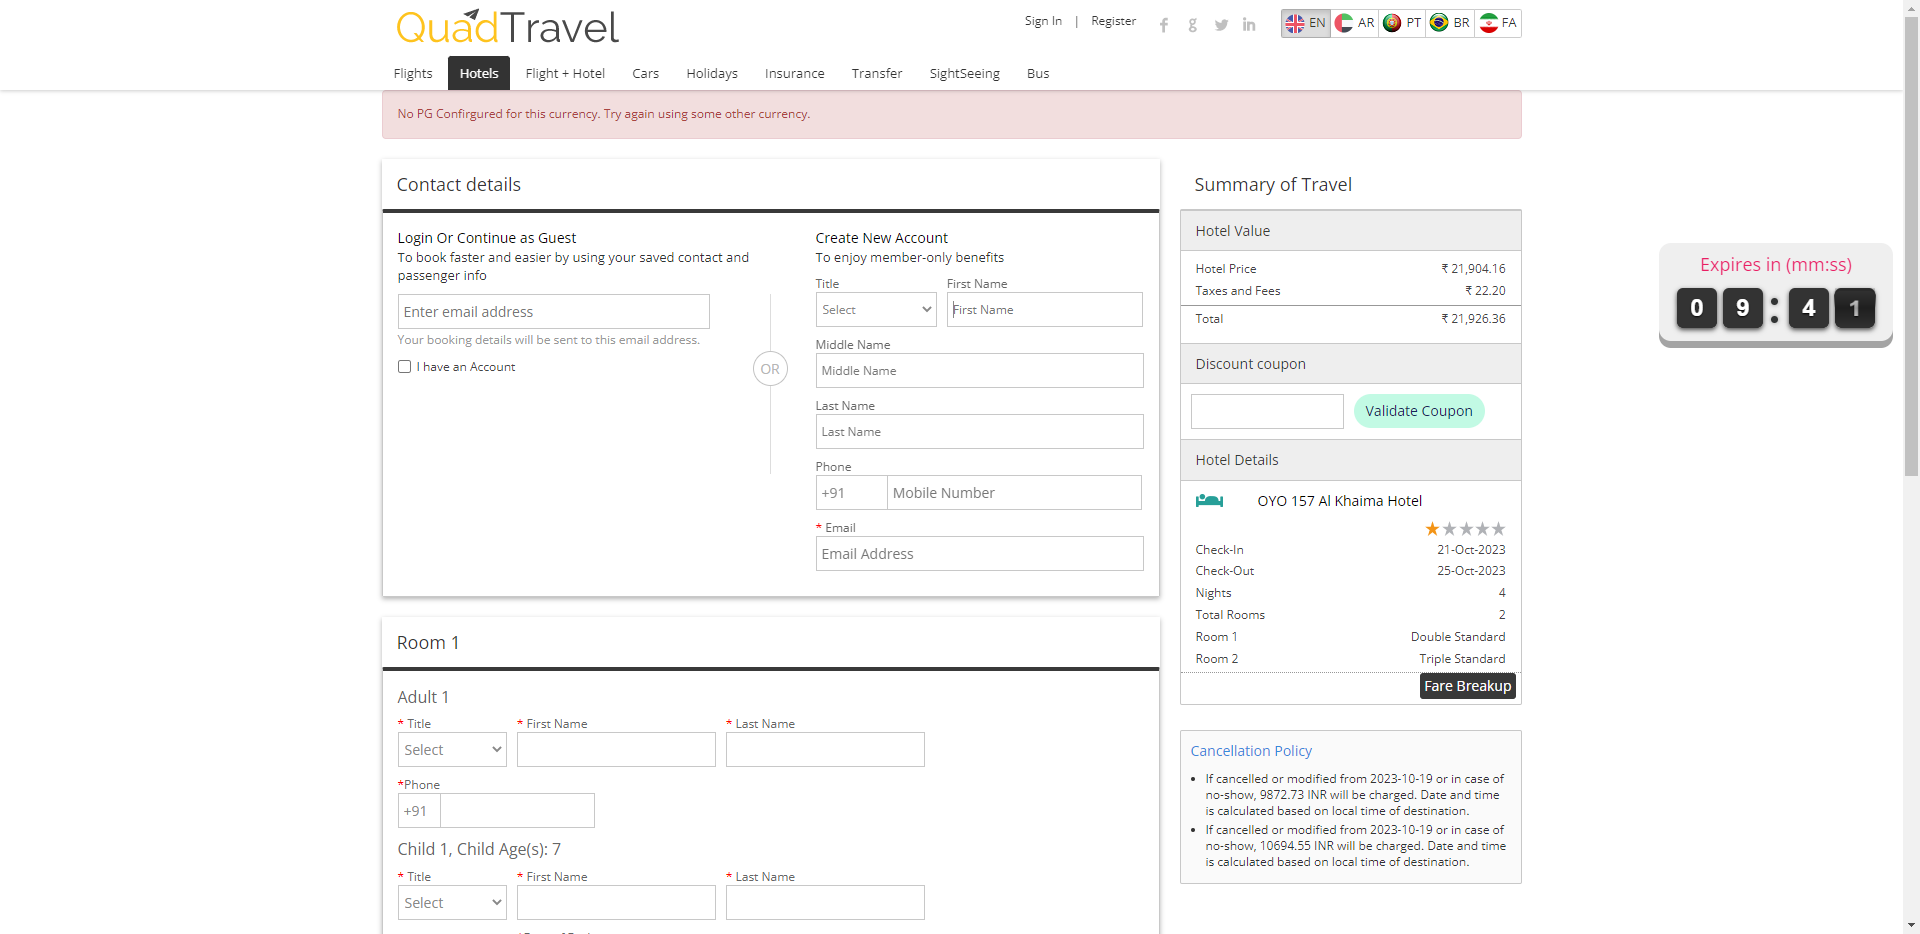 QuadTravel
Sign In | Register
EN AR PT BR FA
Flights Hotels Flight + Hotel Cars Holidays Insurance Transfer SightSeeing Bus
No PG Confirgured for this currency. Try again using some other currency.
Contact details
Login Or Continue as Guest
To book faster and easier by using your saved contact and
passenger info
Enter email address
Your booking details will be sent to this email address.
I have an Account
OR
Create New Account
To enjoy member-only benefits
Title First Name
Select First Name
Middle Name
Middle Name
Last Name
Last Name
Phone
+91 Mobile Number
* Email
Email Address
Room 1
Adult 1
* Title * First Name * Last Name
Select
*Phone
+91
Child 1, Child Age(s): 7
* Title * First Name * Last Name
Select
Summary of Travel
Hotel Value
Hotel Price ₹ 21,904.16
Taxes and Fees ₹ 22.20
Total ₹ 21,926.36
Discount coupon
Validate Coupon
Hotel Details
OYO 157 Al Khaima Hotel
Check-In 21-Oct-2023
Check-Out 25-Oct-2023
Nights 4
Total Rooms 2
Room 1 Double Standard
Room 2 Triple Standard
Fare Breakup
Cancellation Policy
If cancelled or modified from 2023-10-19 or in case of
no-show, 9872.73 INR will be charged. Date and time
is calculated based on local time of destination.
If cancelled or modified from 2023-10-19 or in case of
no-show, 10694.55 INR will be charged. Date and time
is calculated based on local time of destination.
Expires in (mm:ss)
09:41